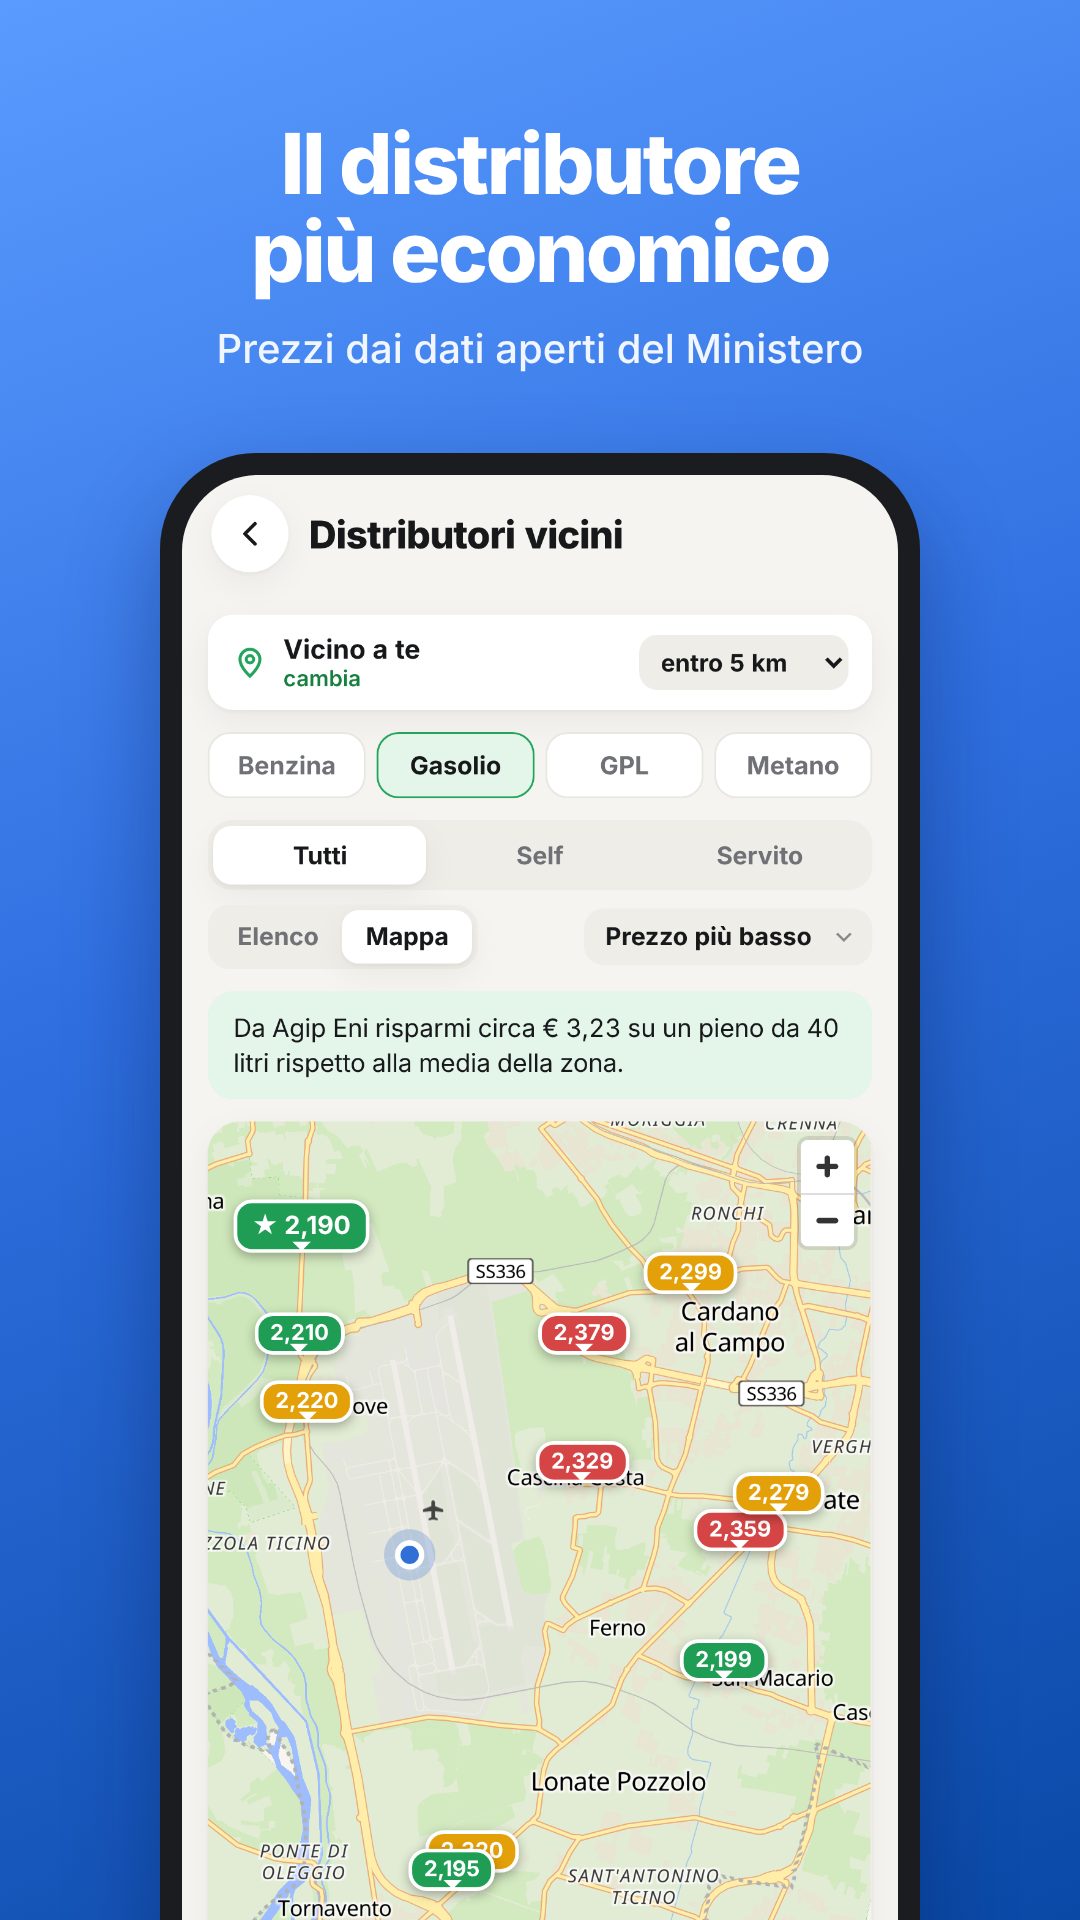 Il distributore
più economico
Prezzi dai dati aperti del Ministero
Distributori vicini
Vicino a te
cambia
entro 5 km
Benzina
Gasolio
GPL
Metano
Tutti
Self
Servito
Elenco
Mappa
Prezzo più basso
Da Agip Eni risparmi circa € 3,23 su un pieno da 40
litri rispetto alla media della zona.
MORIGGIA
CRENNA
+
−
RONCHI
★ 2,190
SS336
2,299
Cardano
al Campo
2,210
2,379
SS336
2,220
ove
VERGH
2,329
2,279
ate
2,359
ZZOLA TICINO
Ferno
2,199
San Macario
Lonate Pozzolo
PONTE DI
OLEGGIO
2,195
SANT'ANTONINO
TICINO
Tornavento